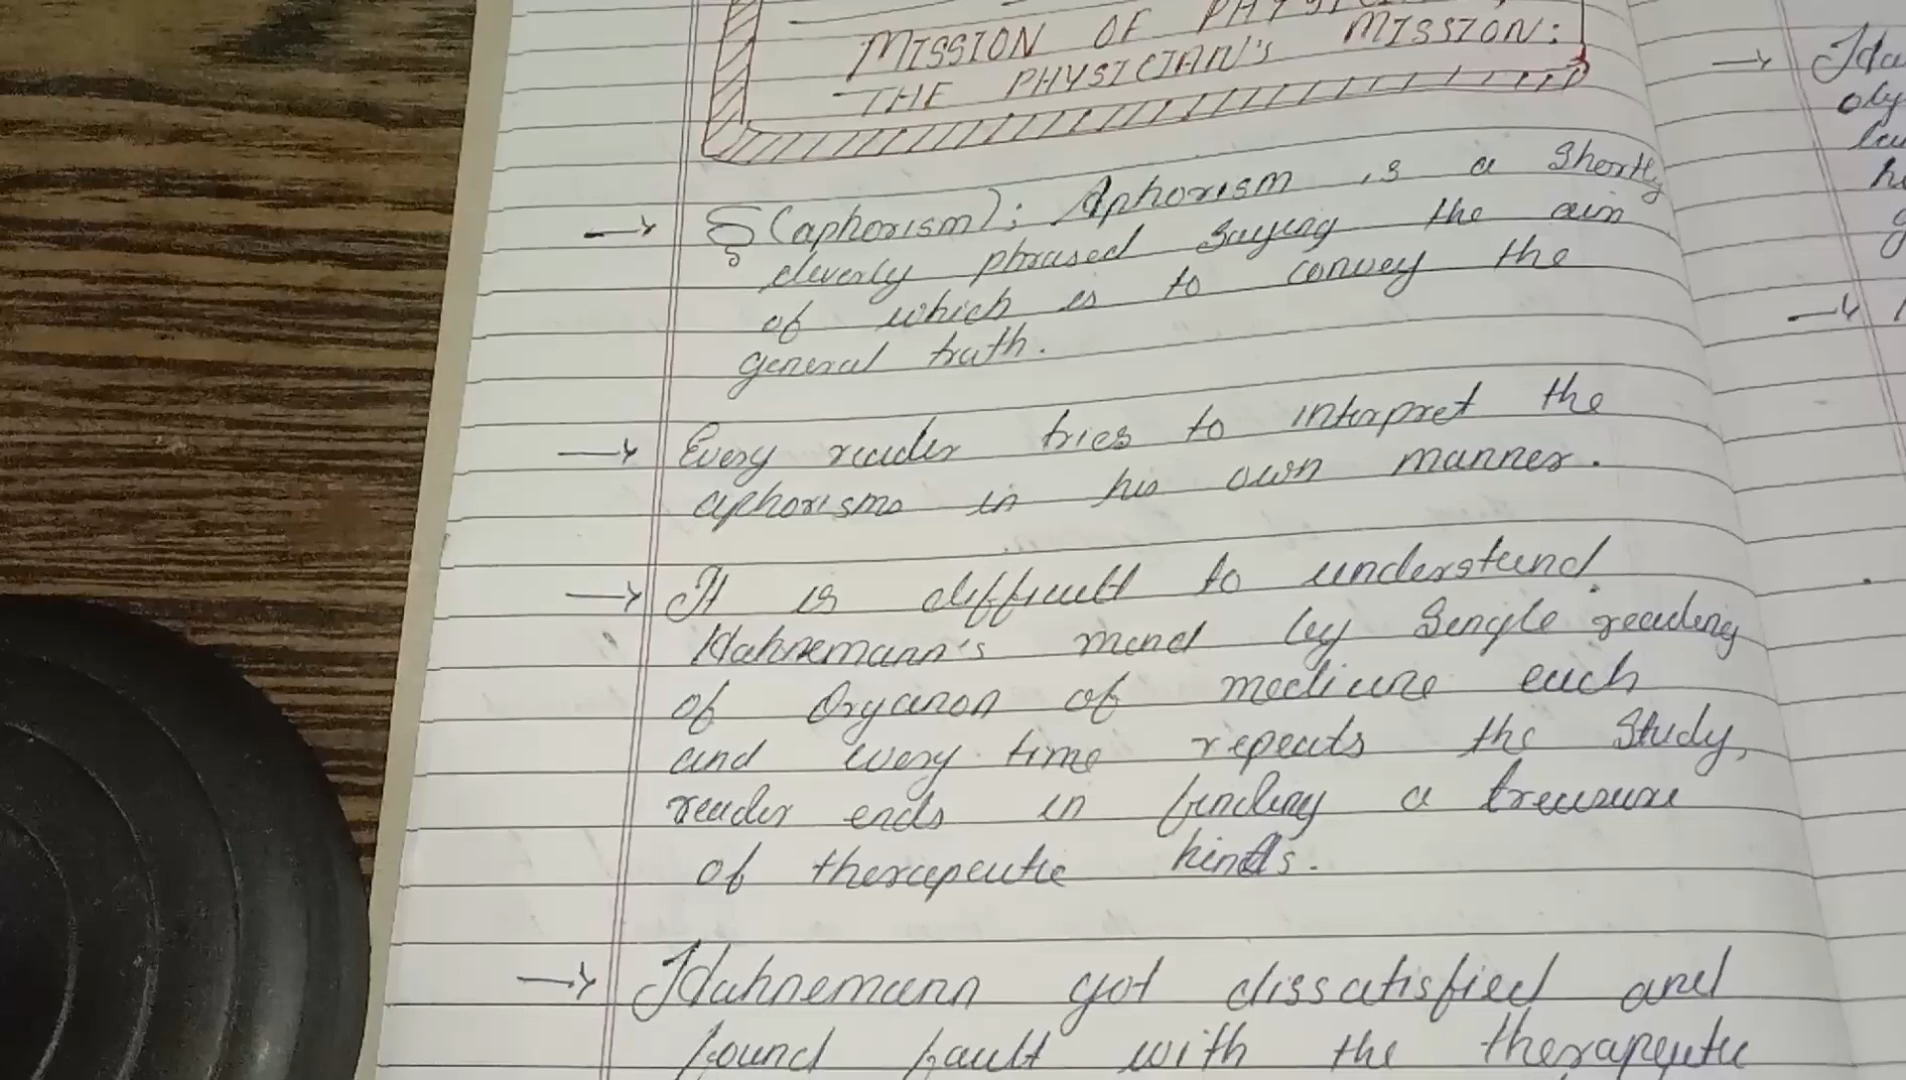 MISSION OF
THE PHYSICIAN'S MISSION:
→ § (aphorism): Aphorism is a shortly
cleverly phrased saying the aim
of which is to convey the
general truth.
→ Every reader tries to interpret the
aphorisms in his own manner.
→ It is difficult to understand
Hahnemann's mind by Single reading
of Organon of medicine each
and every time repeats the Study,
reader ends in finding a treasure
of therapeutic hints.
→ Hahnemann got dissatisfied and
found fault with the therapeutic